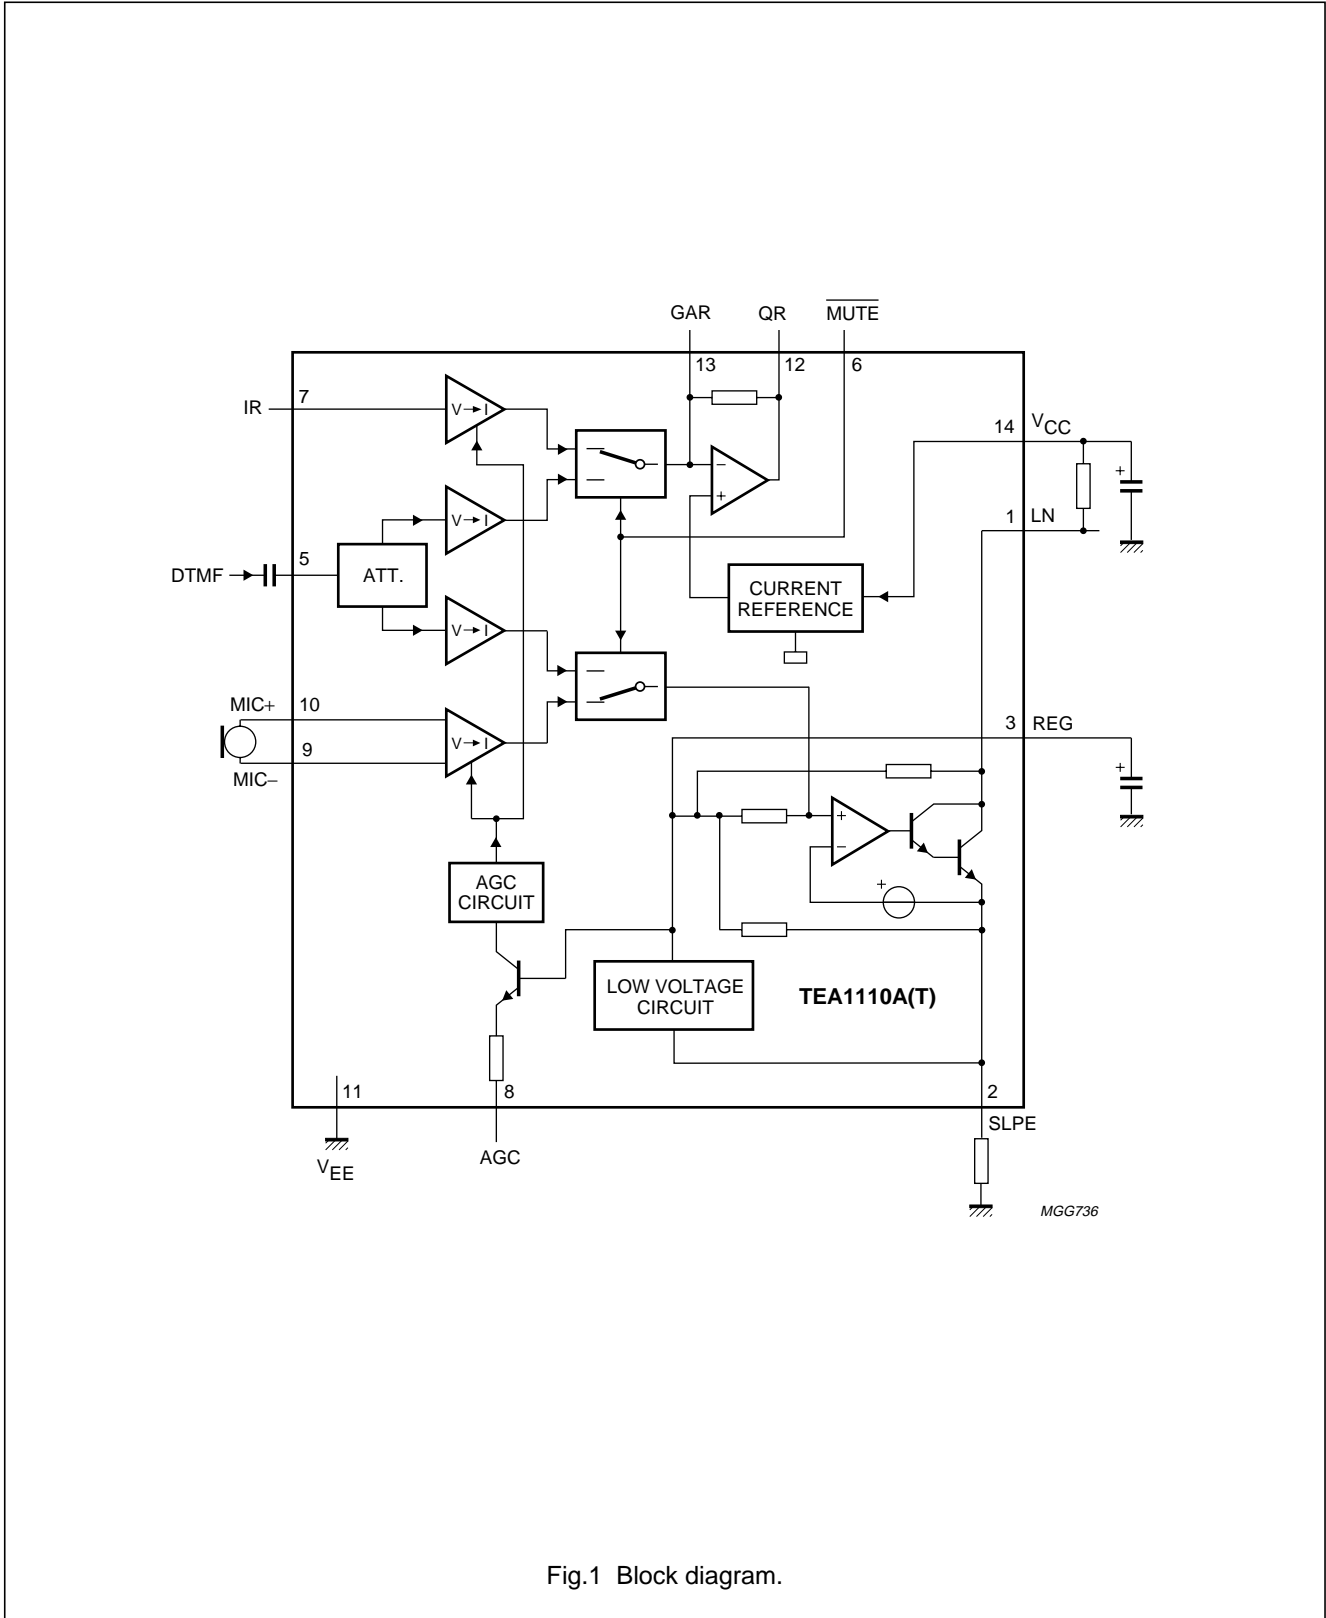 GAR QR MUTE
13 12 6
IR 7
V→I
14 VCC
1 LN
V→I
DTMF 5
ATT.
CURRENT
REFERENCE
V→I
MIC+ 10
9
MIC−
V→I
3 REG
AGC
CIRCUIT
LOW VOLTAGE
CIRCUIT
TEA1110A(T)
11 8 2
SLPE
VEE
AGC
MGG736
Fig.1 Block diagram.